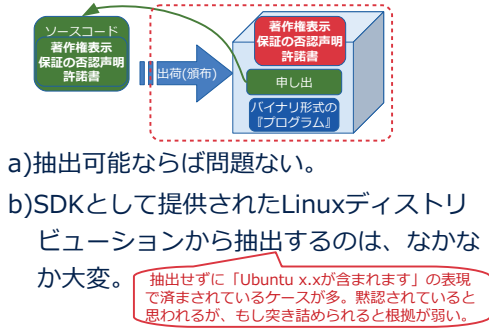 ソースコード
著作権表示
保証の否認声明
許諾書
出荷(頒布)
著作権表示
保証の否認声明
許諾書
申し出
バイナリ形式の
『プログラム』
a)抽出可能ならば問題ない。
b)SDKとして提供されたLinuxディストリ
ビューションから抽出するのは、なかな
か大変。
抽出せずに「Ubuntu x.xが含まれます」の表現
で済まされているケースが多。黙認されていると
思われるが、もし突き詰められると根拠が弱い。